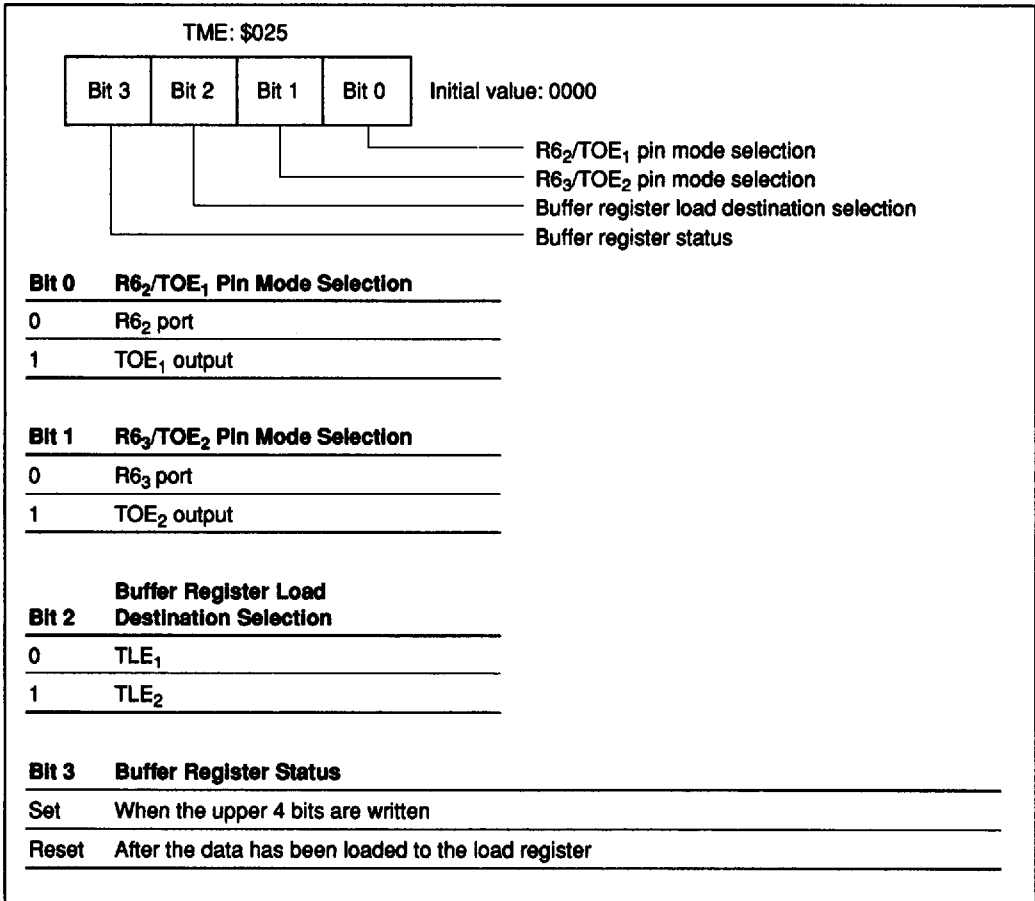 TME: $025
Bit 3 Bit 2 Bit 1 Bit 0 Initial value: 0000
R6₂/TOE₁ pin mode selection
R6₃/TOE₂ pin mode selection
Buffer register load destination selection
Buffer register status
Bit 0 R6₂/TOE₁ Pin Mode Selection
0 R6₂ port
1 TOE₁ output
Bit 1 R6₃/TOE₂ Pin Mode Selection
0 R6₃ port
1 TOE₂ output
Buffer Register Load
Bit 2 Destination Selection
0 TLE₁
1 TLE₂
Bit 3 Buffer Register Status
Set When the upper 4 bits are written
Reset After the data has been loaded to the load register